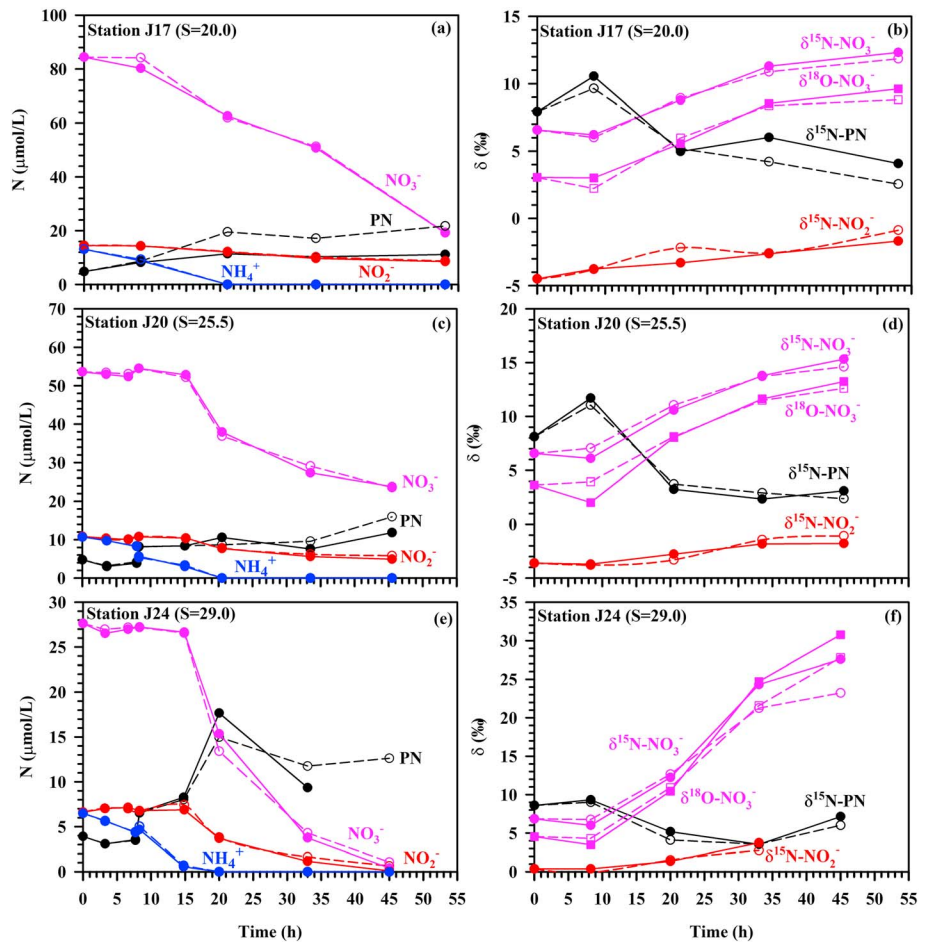 Station J17 (S=20.0)
(a)
100
80
60
40
20
0
N (μmol/L)
NO₃⁻
PN
NH₄⁺
NO₂⁻
Station J17 (S=20.0)
(b)
15
10
5
0
-5
δ (‰)
δ¹⁵N-NO₃⁻
δ¹⁸O-NO₃⁻
δ¹⁵N-PN
δ¹⁵N-NO₂⁻
Station J20 (S=25.5)
(c)
70
60
50
40
30
20
10
0
N (μmol/L)
NO₃⁻
PN
NO₂⁻
NH₄⁺
Station J20 (S=25.5)
(d)
20
15
10
5
0
-5
δ (‰)
δ¹⁵N-NO₃⁻
δ¹⁸O-NO₃⁻
δ¹⁵N-PN
δ¹⁵N-NO₂⁻
Station J24 (S=29.0)
(e)
30
25
20
15
10
5
0
N (μmol/L)
PN
NO₃⁻
NH₄⁺
NO₂⁻
0 5 10 15 20 25 30 35 40 45 50 55
Time (h)
Station J24 (S=29.0)
(f)
35
30
25
20
15
10
5
0
δ (‰)
δ¹⁵N-NO₃⁻
δ¹⁸O-NO₃⁻
δ¹⁵N-PN
δ¹⁵N-NO₂⁻
0 5 10 15 20 25 30 35 40 45 50 55
Time (h)